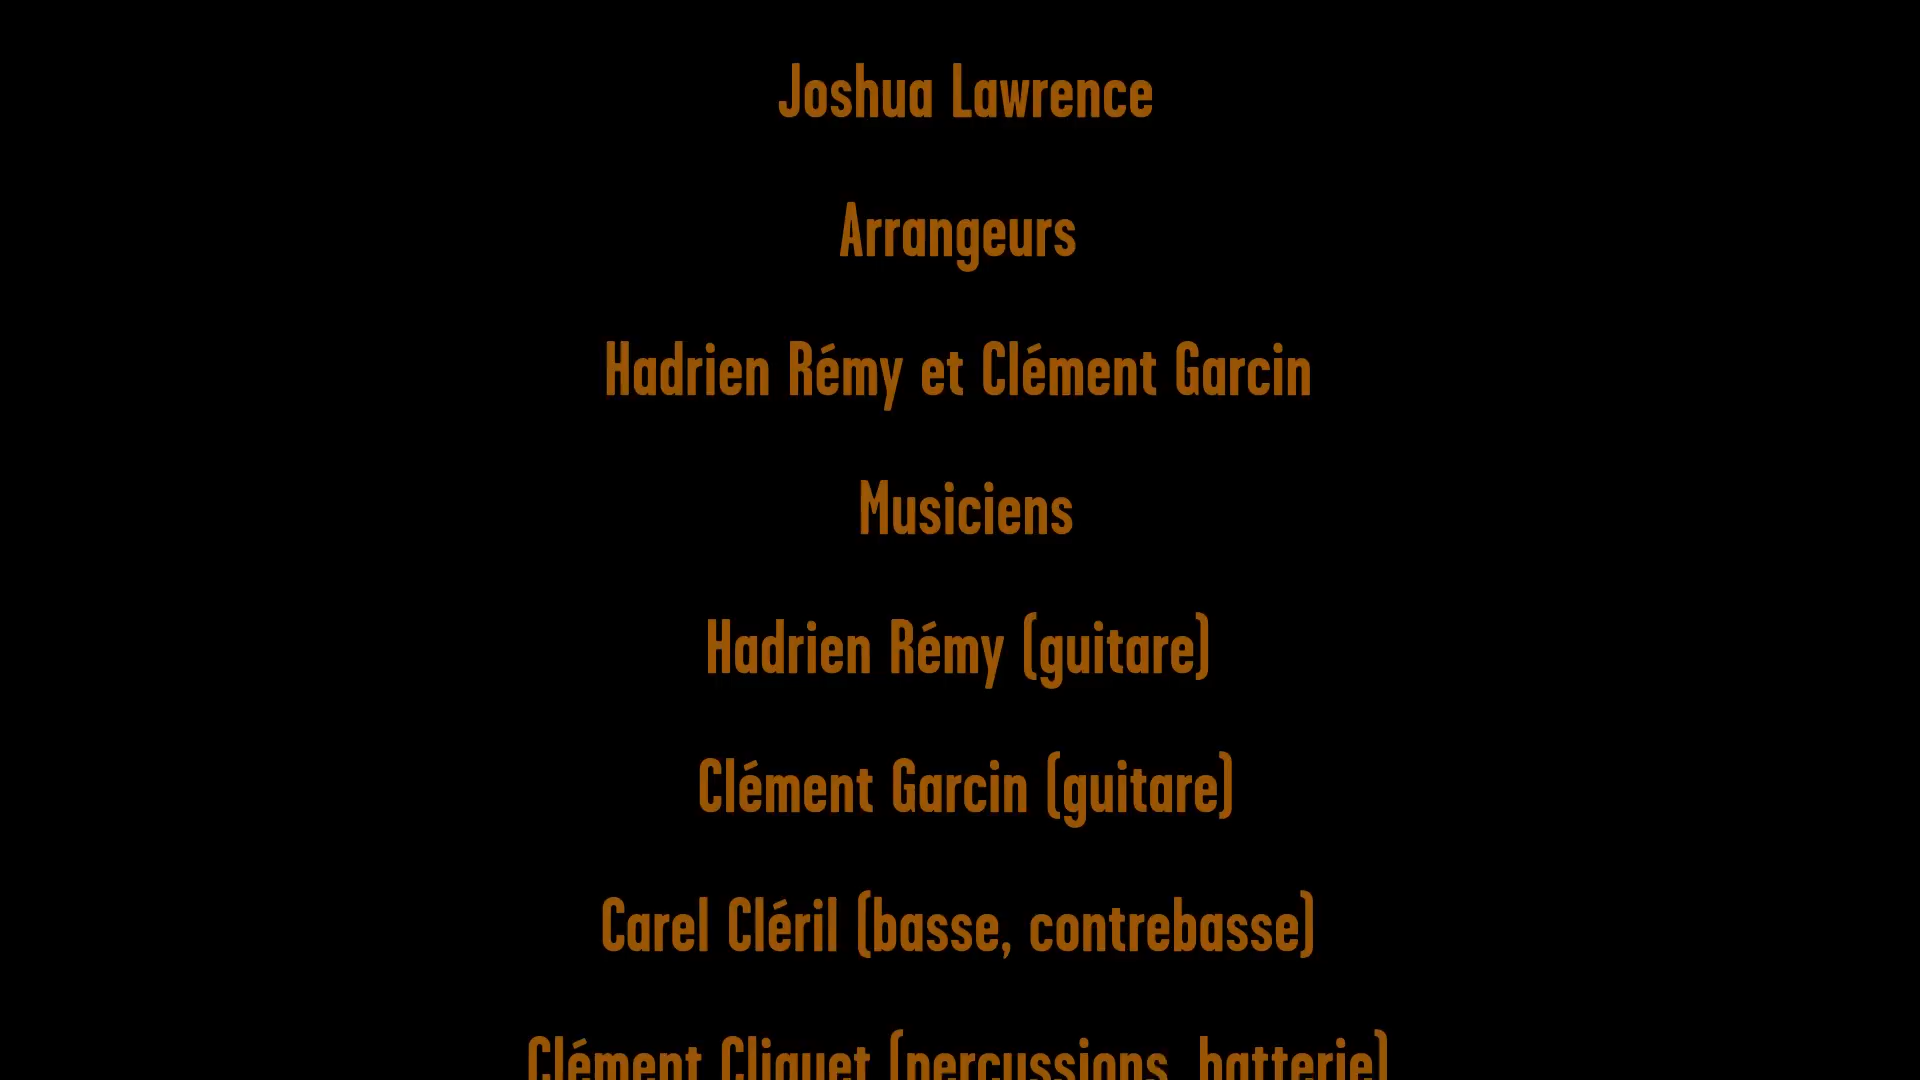 Joshua Lawrence
Arrangeurs
Hadrien Rémy et Clément Garcin
Musiciens
Hadrien Rémy (guitare)
Clément Garcin (guitare)
Carel Cléril (basse, contrebasse)
Clément Cliquet (percussions, batterie)